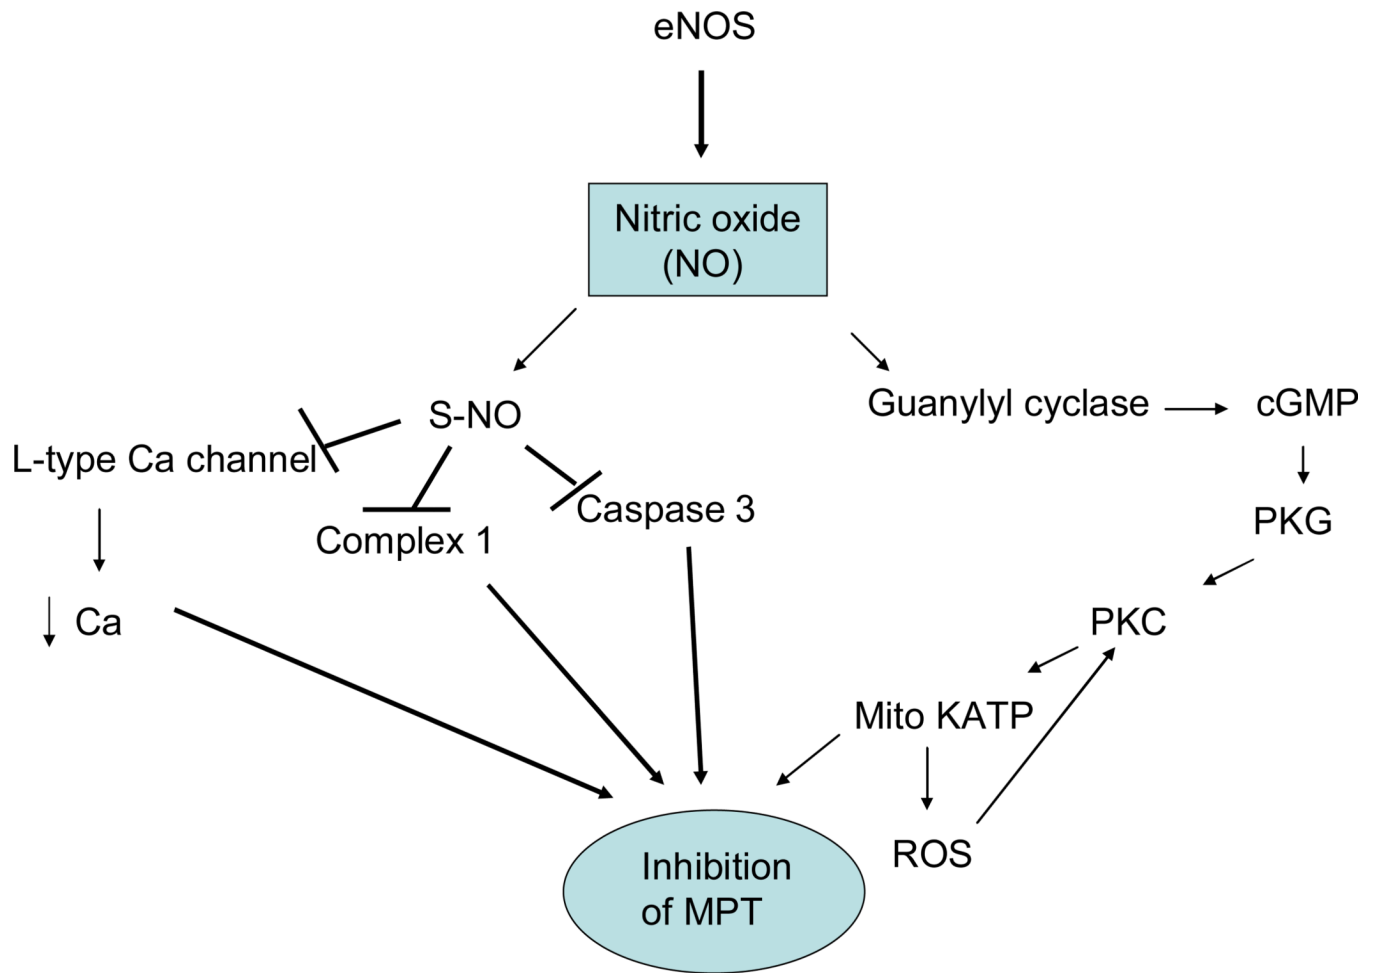 eNOS
Nitric oxide
(NO)
S-NO
Guanylyl cyclase
cGMP
L-type Ca channel
Caspase 3
PKG
Complex 1
Ca
PKC
Mito KATP
ROS
Inhibition
of MPT